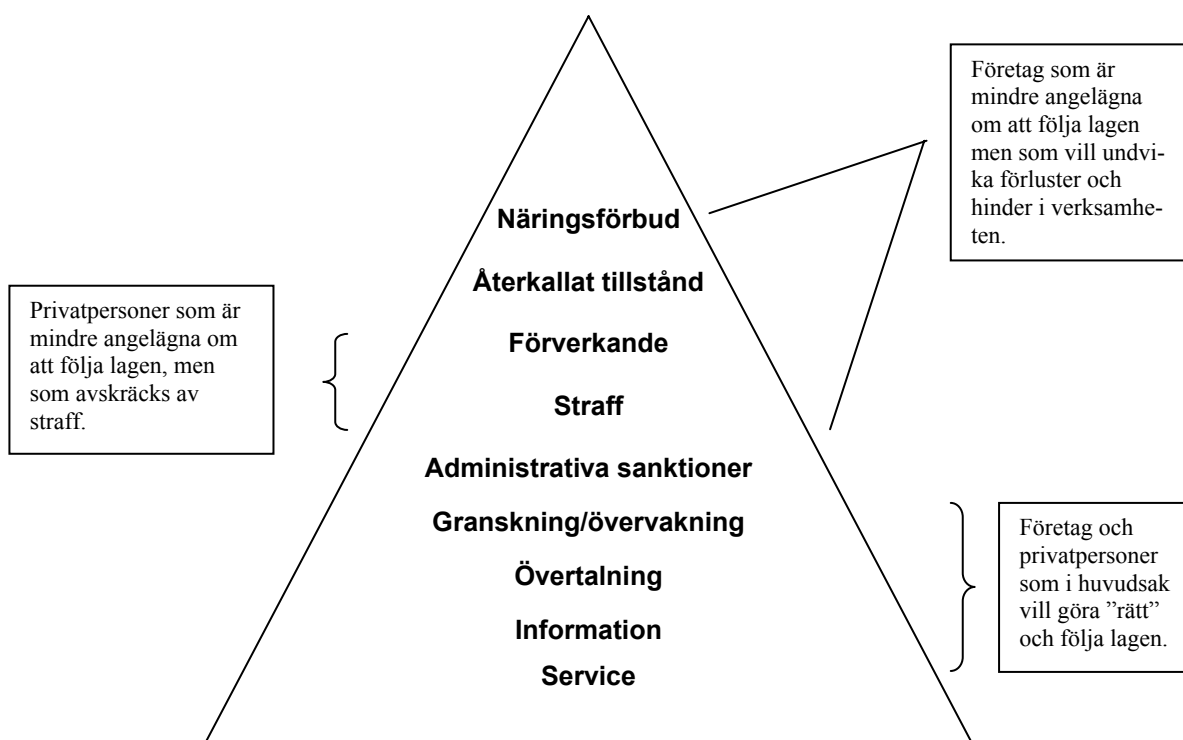 Företag som är
mindre angelägna
om att följa lagen
men som vill undvi-
ka förluster och
hinder i verksamhe-
ten.
Näringsförbud
Återkallat tillstånd
Privatpersoner som är
mindre angelägna om
att följa lagen, men
som avskräcks av
straff.
Förverkande
Straff
Administrativa sanktioner
Granskning/övervakning
Övertalning
Information
Service
Företag och
privatpersoner
som i huvudsak
vill göra ”rätt”
och följa lagen.